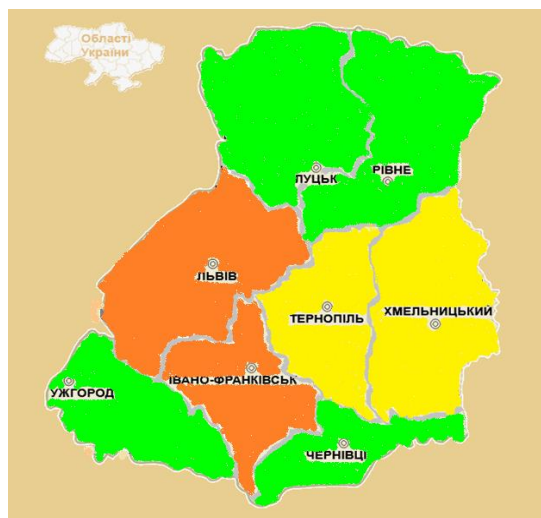 Області
України
ЛУЦЬК
РІВНЕ
ЛЬВІВ
ТЕРНОПІЛЬ
ХМЕЛЬНИЦЬКИЙ
ІВАНО-ФРАНКІВСЬК
УЖГОРОД
ЧЕРНІВЦІ